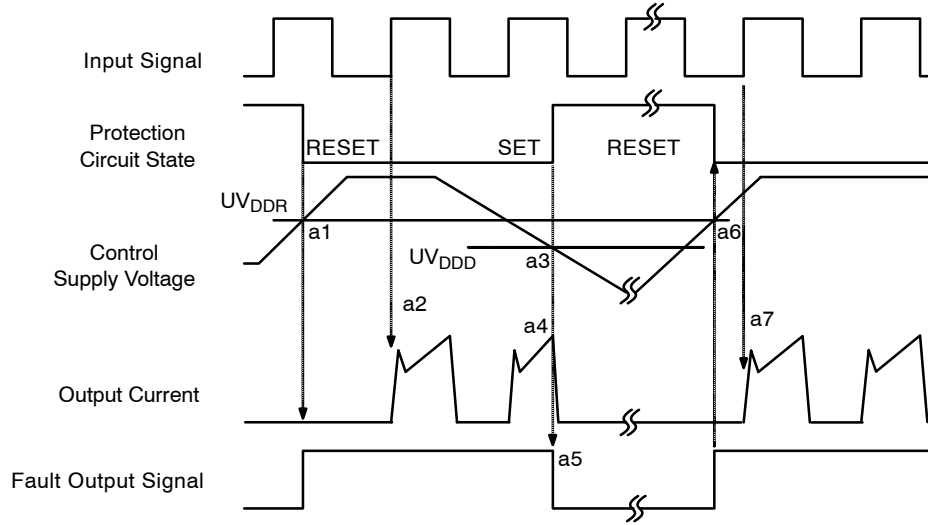 Input Signal
Protection
Circuit State
RESET
SET
RESET
UVDDR
a1
a6
Control
Supply Voltage
UVDDD
a3
a2
a4
a7
Output Current
a5
Fault Output Signal